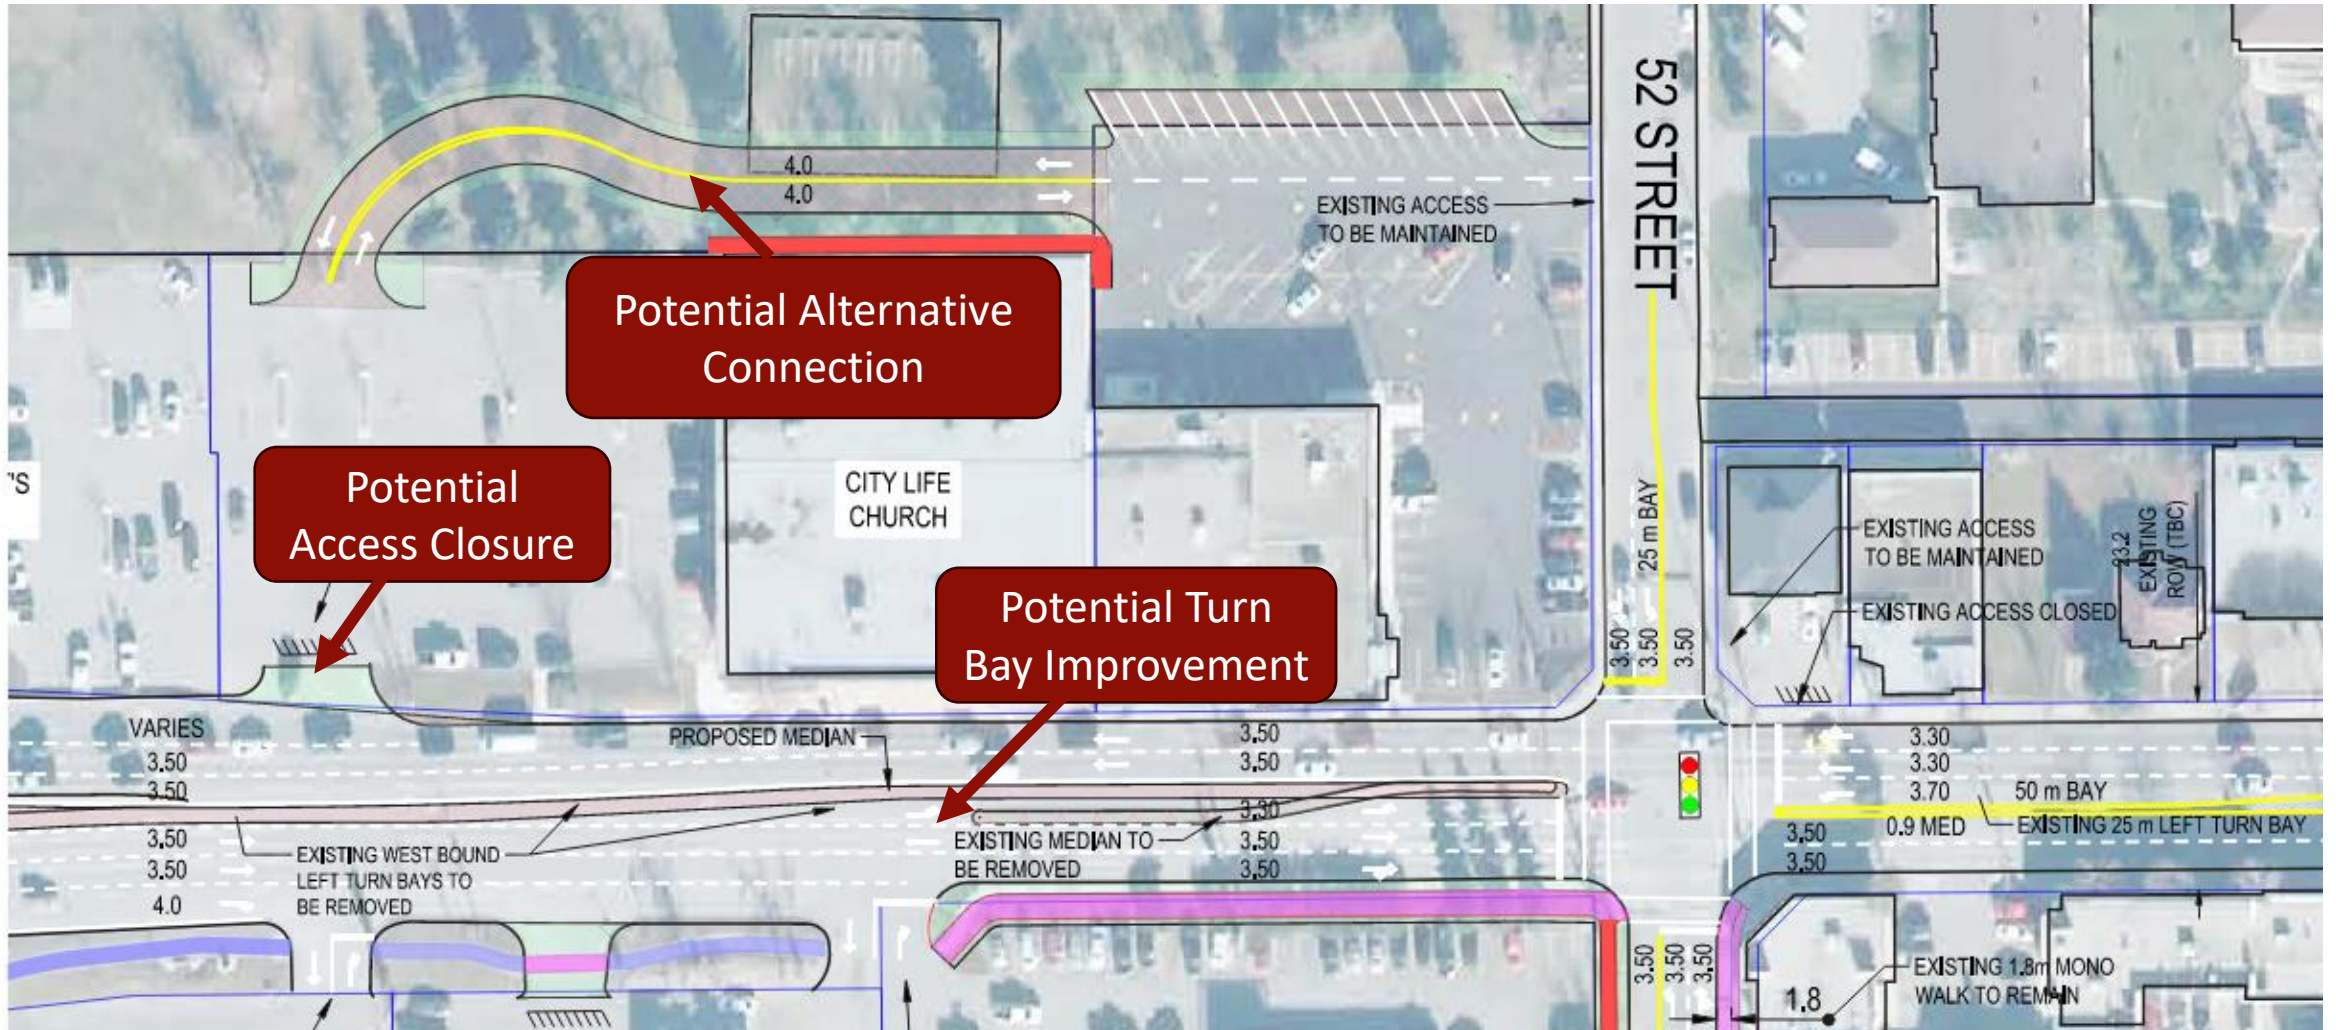 52 STREET
4.0
4.0
EXISTING ACCESS
TO BE MAINTAINED
Potential Alternative
Connection
'S
Potential
Access Closure
CITY LIFE
CHURCH
25 m BAY
EXISTING ACCESS
TO BE MAINTAINED
23.2
EXISTING
ROW (TBC)
EXISTING ACCESS CLOSED
Potential Turn
Bay Improvement
3.50
3.50
3.50
VARIES
3.50
3.50
PROPOSED MEDIAN
3.50
3.50
3.30
3.30
3.70
50 m BAY
3.30
3.50
3.50
EXISTING MEDIAN TO
BE REMOVED
3.50
3.50
0.9 MED
EXISTING 25 m LEFT TURN BAY
3.50
3.50
4.0
EXISTING WEST BOUND
LEFT TURN BAYS TO
BE REMOVED
3.50
3.50
3.50
EXISTING 1.8m MONO
WALK TO REMAIN
1.8